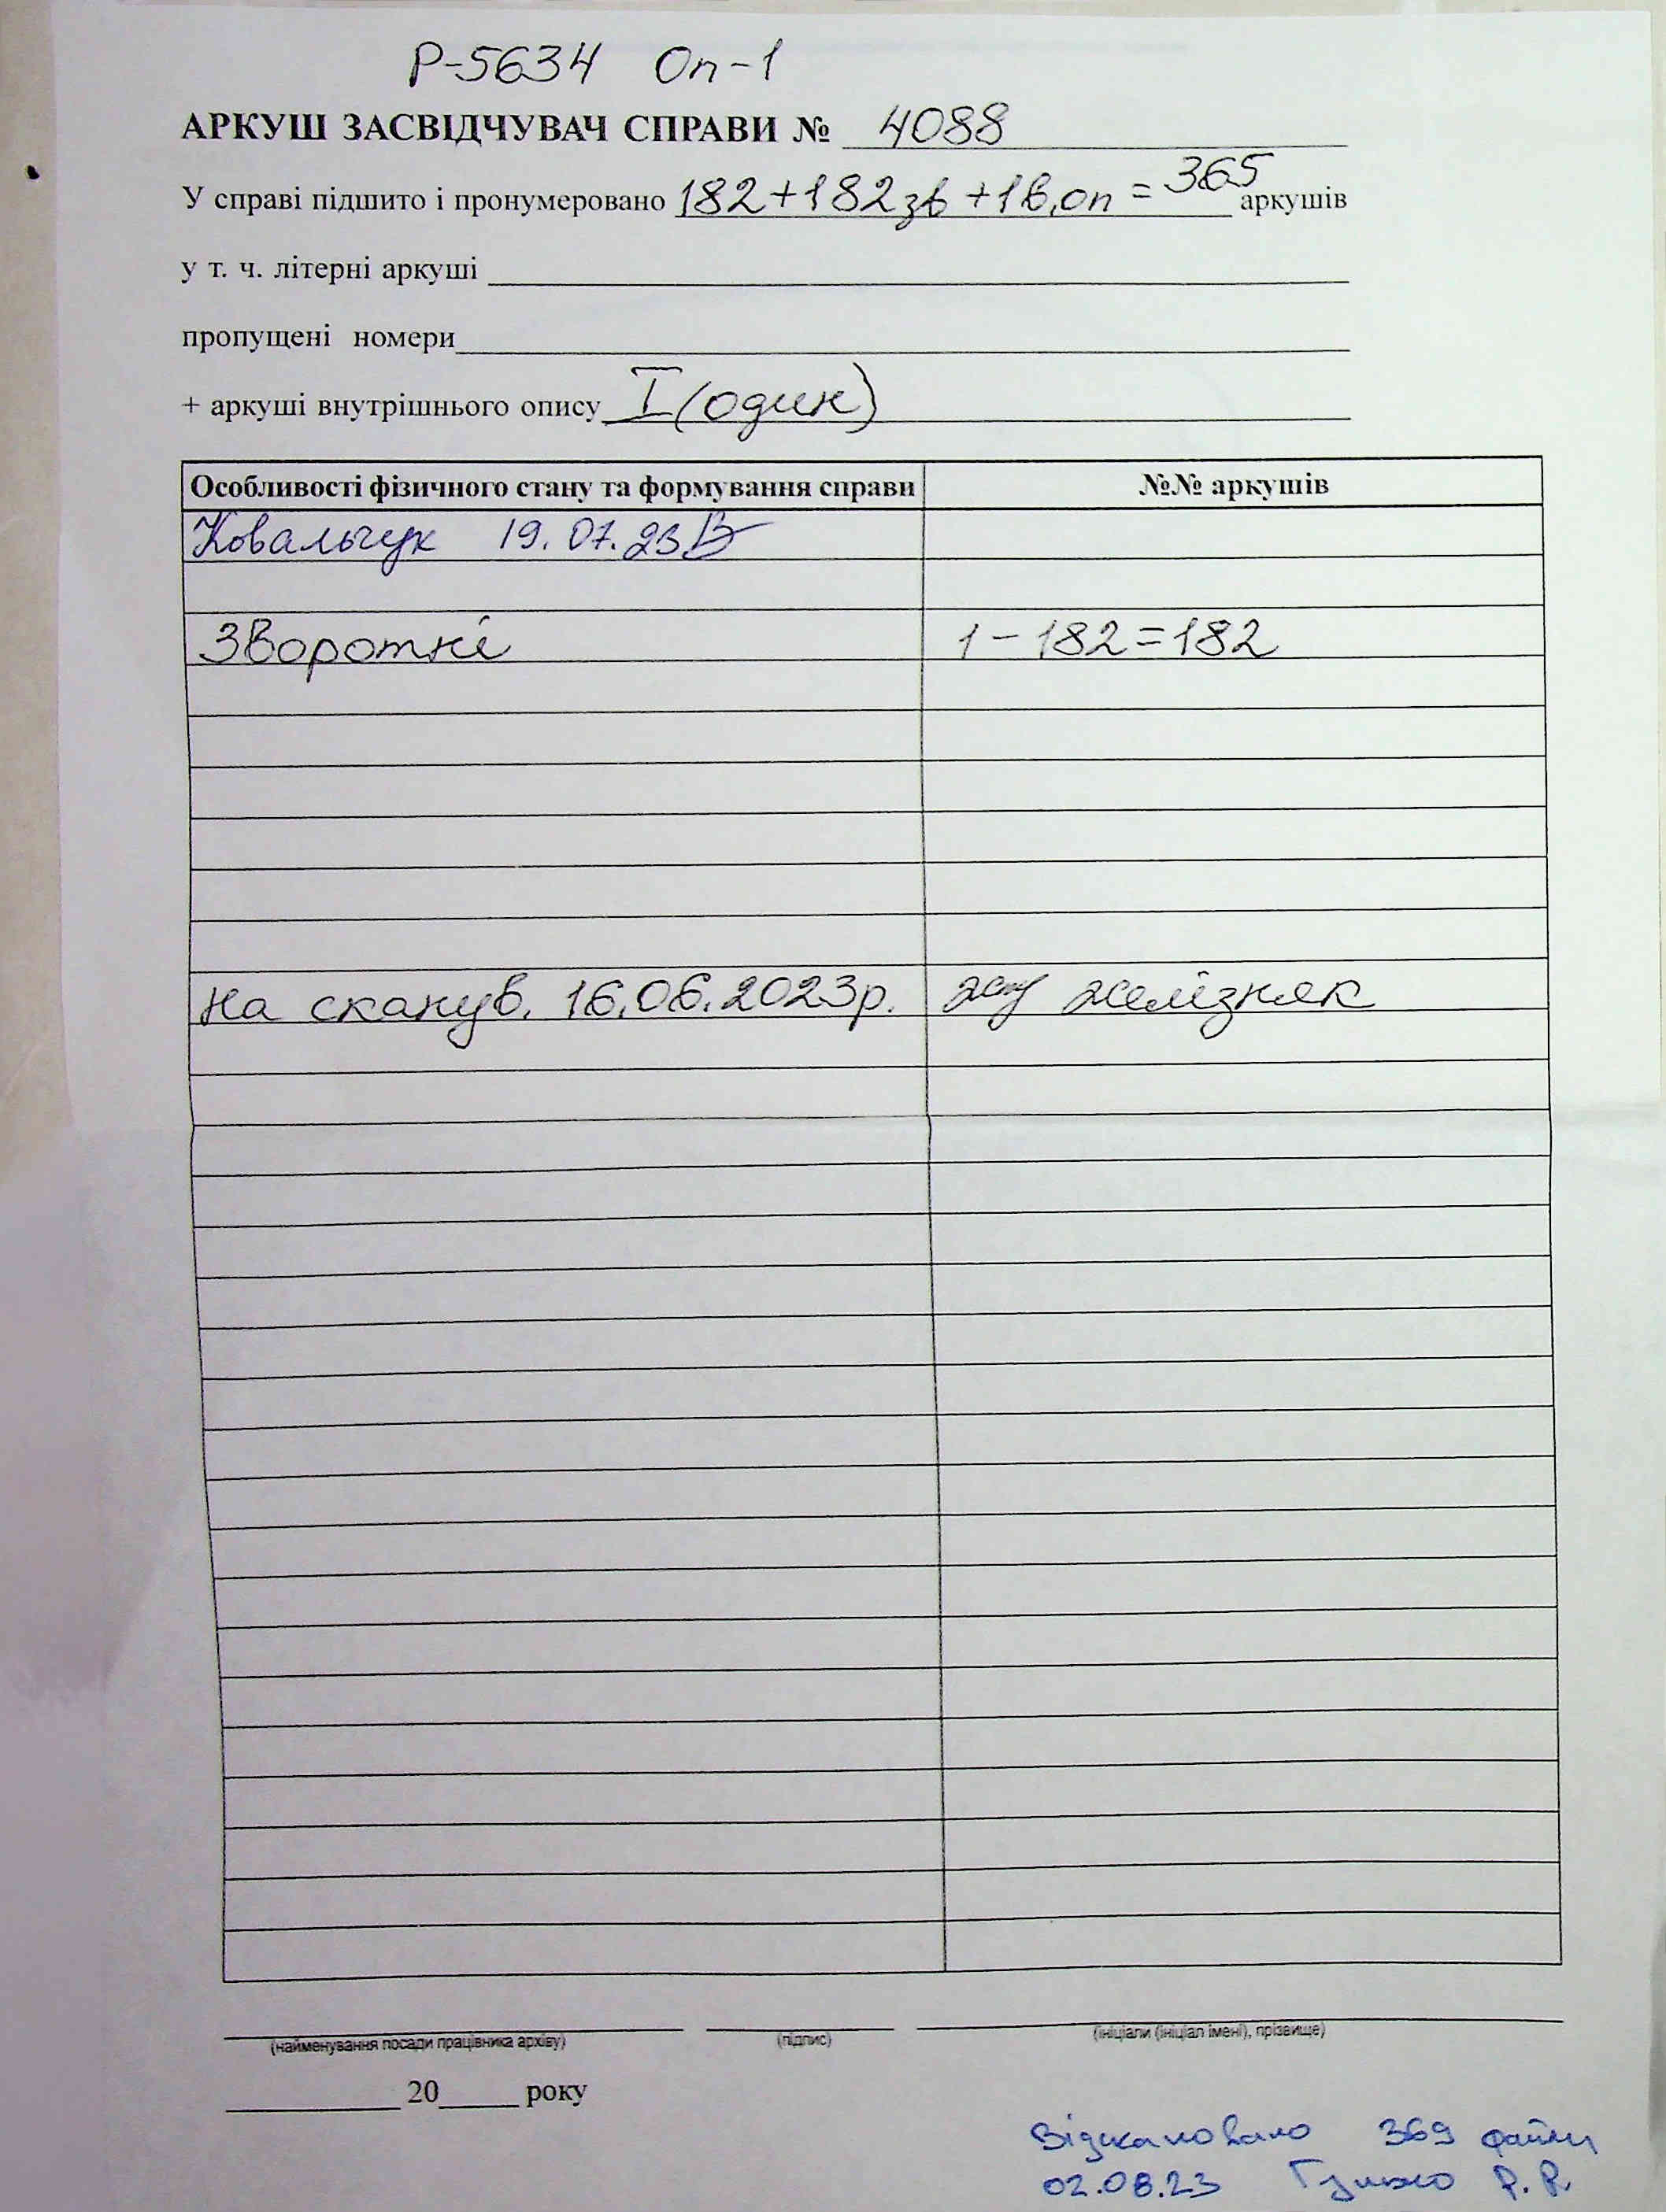 Р-5634 Оп-1
АРКУШ ЗАСВІДЧУВАЧ СПРАВИ № 4088
У справі підшито і пронумеровано 182+182зв+1в.оп = 365 аркушів
у т. ч. літерні аркуші
пропущені номери
+ аркуші внутрішнього опису I (один)
Особливості фізичного стану та формування справи №№ аркушів
Ковальчук 19.07.23
Зворотні 1-182=182
На сканув. 16.06.2023р. Желізняк
(найменування посади працівника архіву) (підпис) (ініціали (ініціал імені), прізвище)
20 року
Відскановано 369 файли
02.08.23 Р. Р.